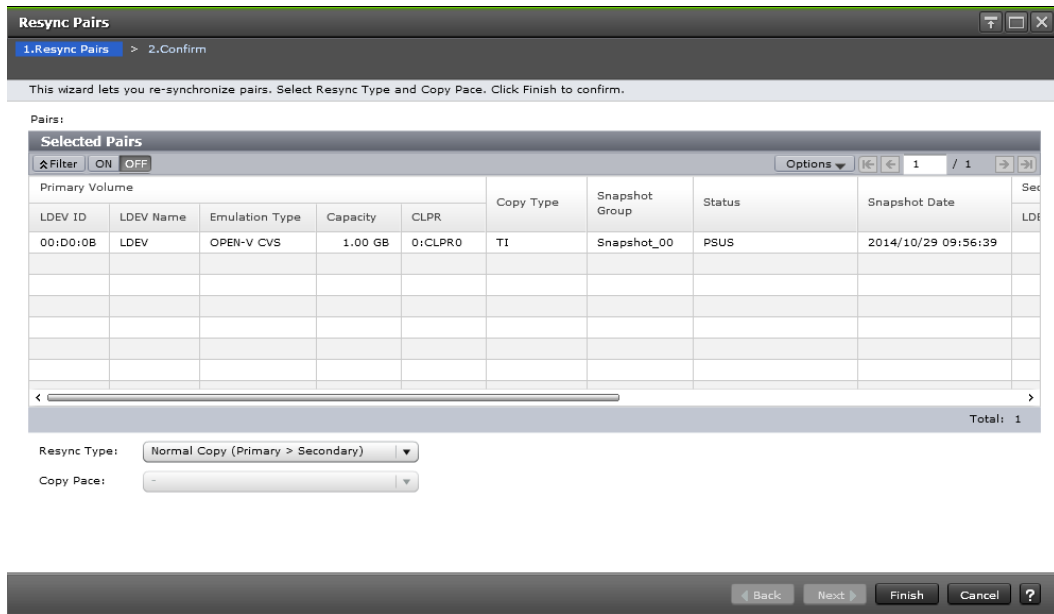 Resync Pairs
1.Resync Pairs > 2.Confirm
This wizard lets you re-synchronize pairs. Select Resync Type and Copy Pace. Click Finish to confirm.
Pairs:
Selected Pairs
Filter ON OFF Options 1 / 1
Primary Volume Copy Type Snapshot Group Status Snapshot Date Sec
LDEV ID LDEV Name Emulation Type Capacity CLPR LDE
00:D0:0B LDEV OPEN-V CVS 1.00 GB 0:CLPR0 TI Snapshot_00 PSUS 2014/10/29 09:56:39
Total: 1
Resync Type: Normal Copy (Primary > Secondary)
Copy Pace: -
Back Next Finish Cancel ?